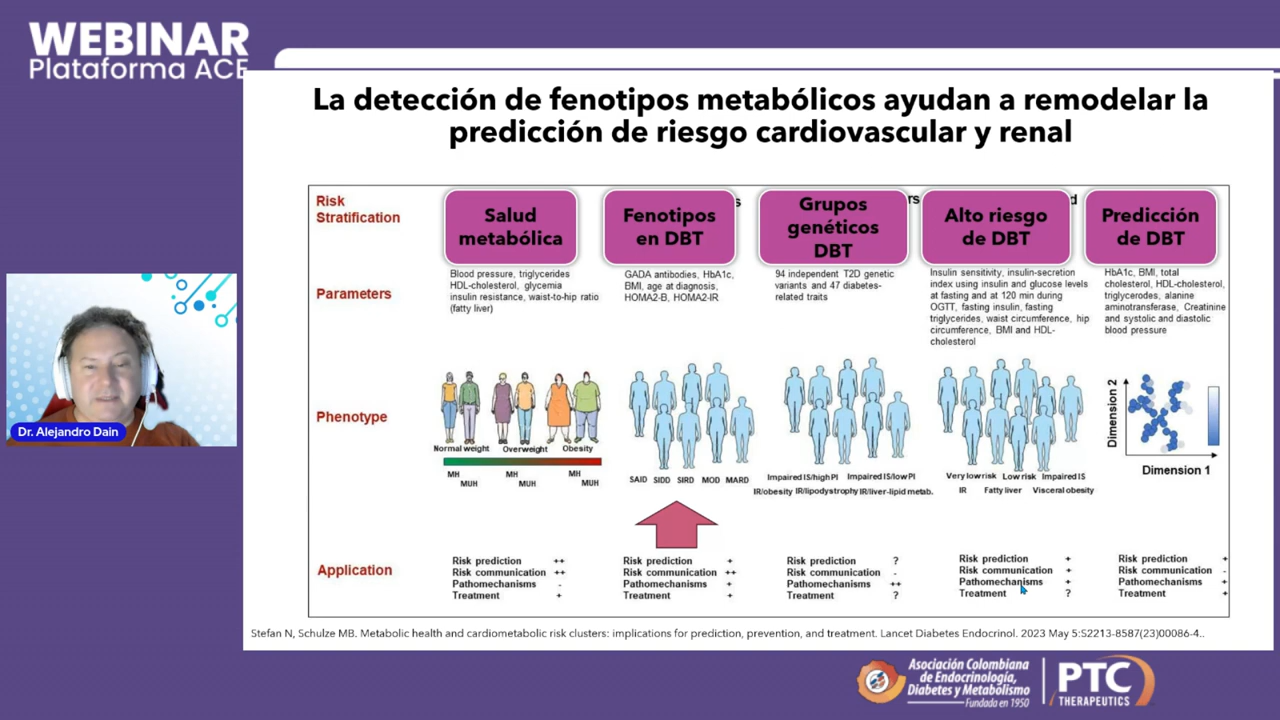 WEBINAR
Plataforma ACE
La detección de fenotipos metabólicos ayudan a remodelar la
predicción de riesgo cardiovascular y renal
Risk
Stratification
Salud
metabólica
Fenotipos
en DBT
s
Grupos
genéticos
DBT
rs
Alto riesgo
de DBT
d
Predicción
de DBT
Parameters
Blood pressure, triglycerides
HDL-cholesterol, glycemia
insulin resistance, waist-to-hip ratio
(fatty liver)
GADA antibodies, HbA1c,
BMI, age at diagnosis,
HOMA2-B, HOMA2-IR
94 independent T2D genetic
variants and 47 diabetes-
related traits
Insulin sensitivity, insulin-secretion
index using insulin and glucose levels
at fasting and at 120 min during
OGTT, fasting insulin, fasting
triglycerides, waist circumference, hip
circumference, BMI and HDL-
cholesterol
HbA1c, BMI, total
cholesterol, HDL-cholesterol,
triglycerodes, alanine
aminotransferase, Creatinine
and systolic and diastolic
blood pressure
Phenotype
Normal weight Overweight Obesity
MH MH MH
MUH MUH MUH
SAID SIDD SIRD MOD MARD
Impaired IS/high PI Impaired IS/low PI
IR/obesity IR/lipodystrophy IR/liver-lipid metab.
Very low risk Low risk Impaired IS
IR Fatty liver Visceral obesity
Dimension 2
Dimension 1
Application
Risk prediction ++
Risk communication ++
Pathomechanisms -
Treatment +
Risk prediction +
Risk communication ++
Pathomechanisms +
Treatment +
Risk prediction ?
Risk communication -
Pathomechanisms ++
Treatment ?
Risk prediction +
Risk communication +
Pathomechanisms +
Treatment ?
Risk prediction +
Risk communication -
Pathomechanisms +
Treatment +
Stefan N, Schulze MB. Metabolic health and cardiometabolic risk clusters: implications for prediction, prevention, and treatment. Lancet Diabetes Endocrinol. 2023 May 5:S2213-8587(23)00086-4..
Dr. Alejandro Dain
Asociación Colombiana
de Endocrinología,
Diabetes y Metabolismo
Fundada en 1950
PTC
THERAPEUTICS